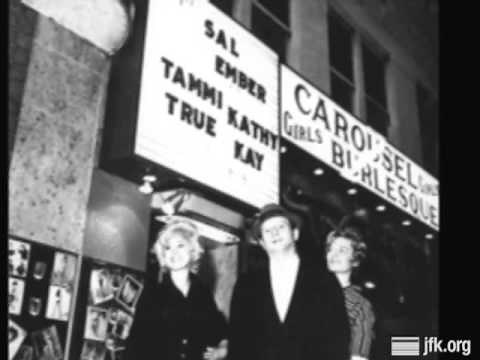 SAL
EMBER
TAMMI KATHY
TRUE KAY
CAROUSEL
GIRLS GIRLS
BURLESQUE
jfk.org